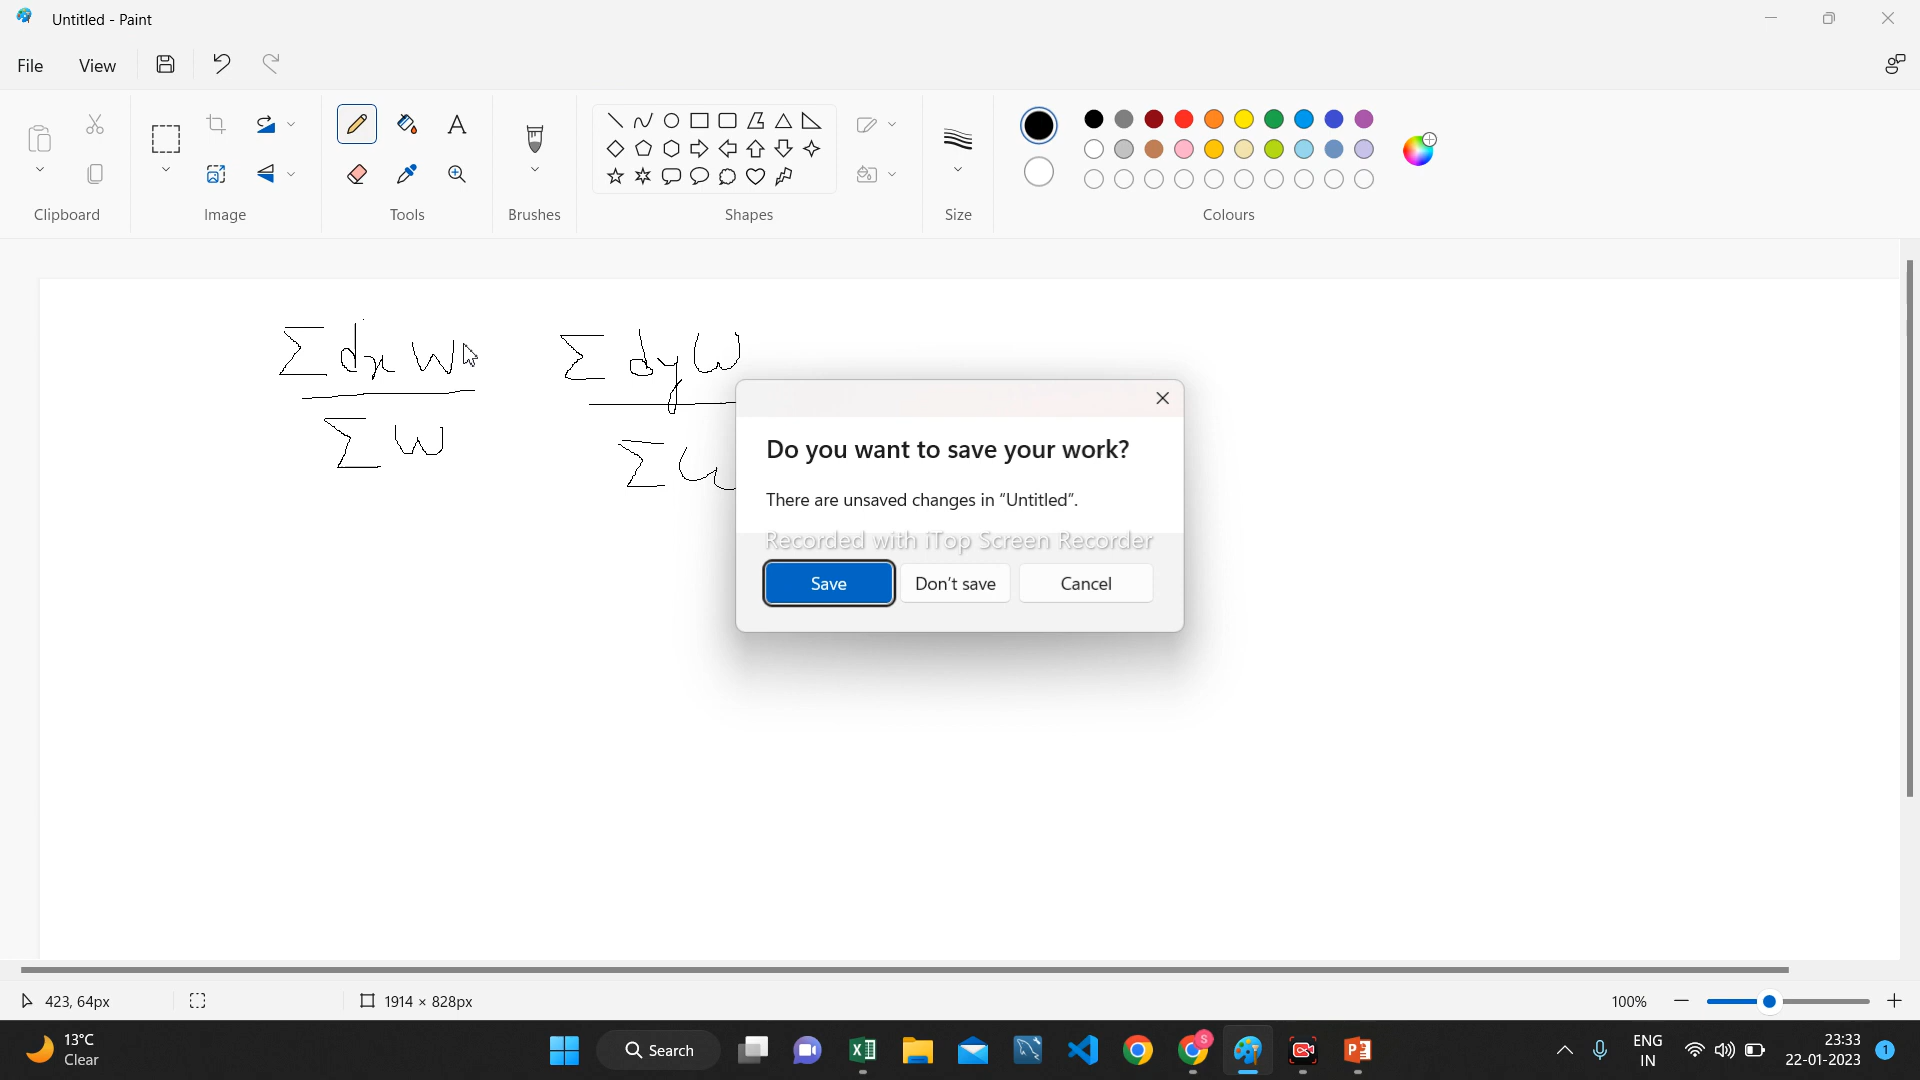 Untitled - Paint
File View
Clipboard Image Tools Brushes Shapes Size Colours
Σ dx W Σ dy W
Σ W Σ W
Do you want to save your work?
There are unsaved changes in “Untitled”.
Recorded with iTop Screen Recorder
Save Don't save Cancel
423, 64px 1914 × 828px 100%
13°C
Clear
Search
S
ENG
IN
23:33
22-01-2023
1